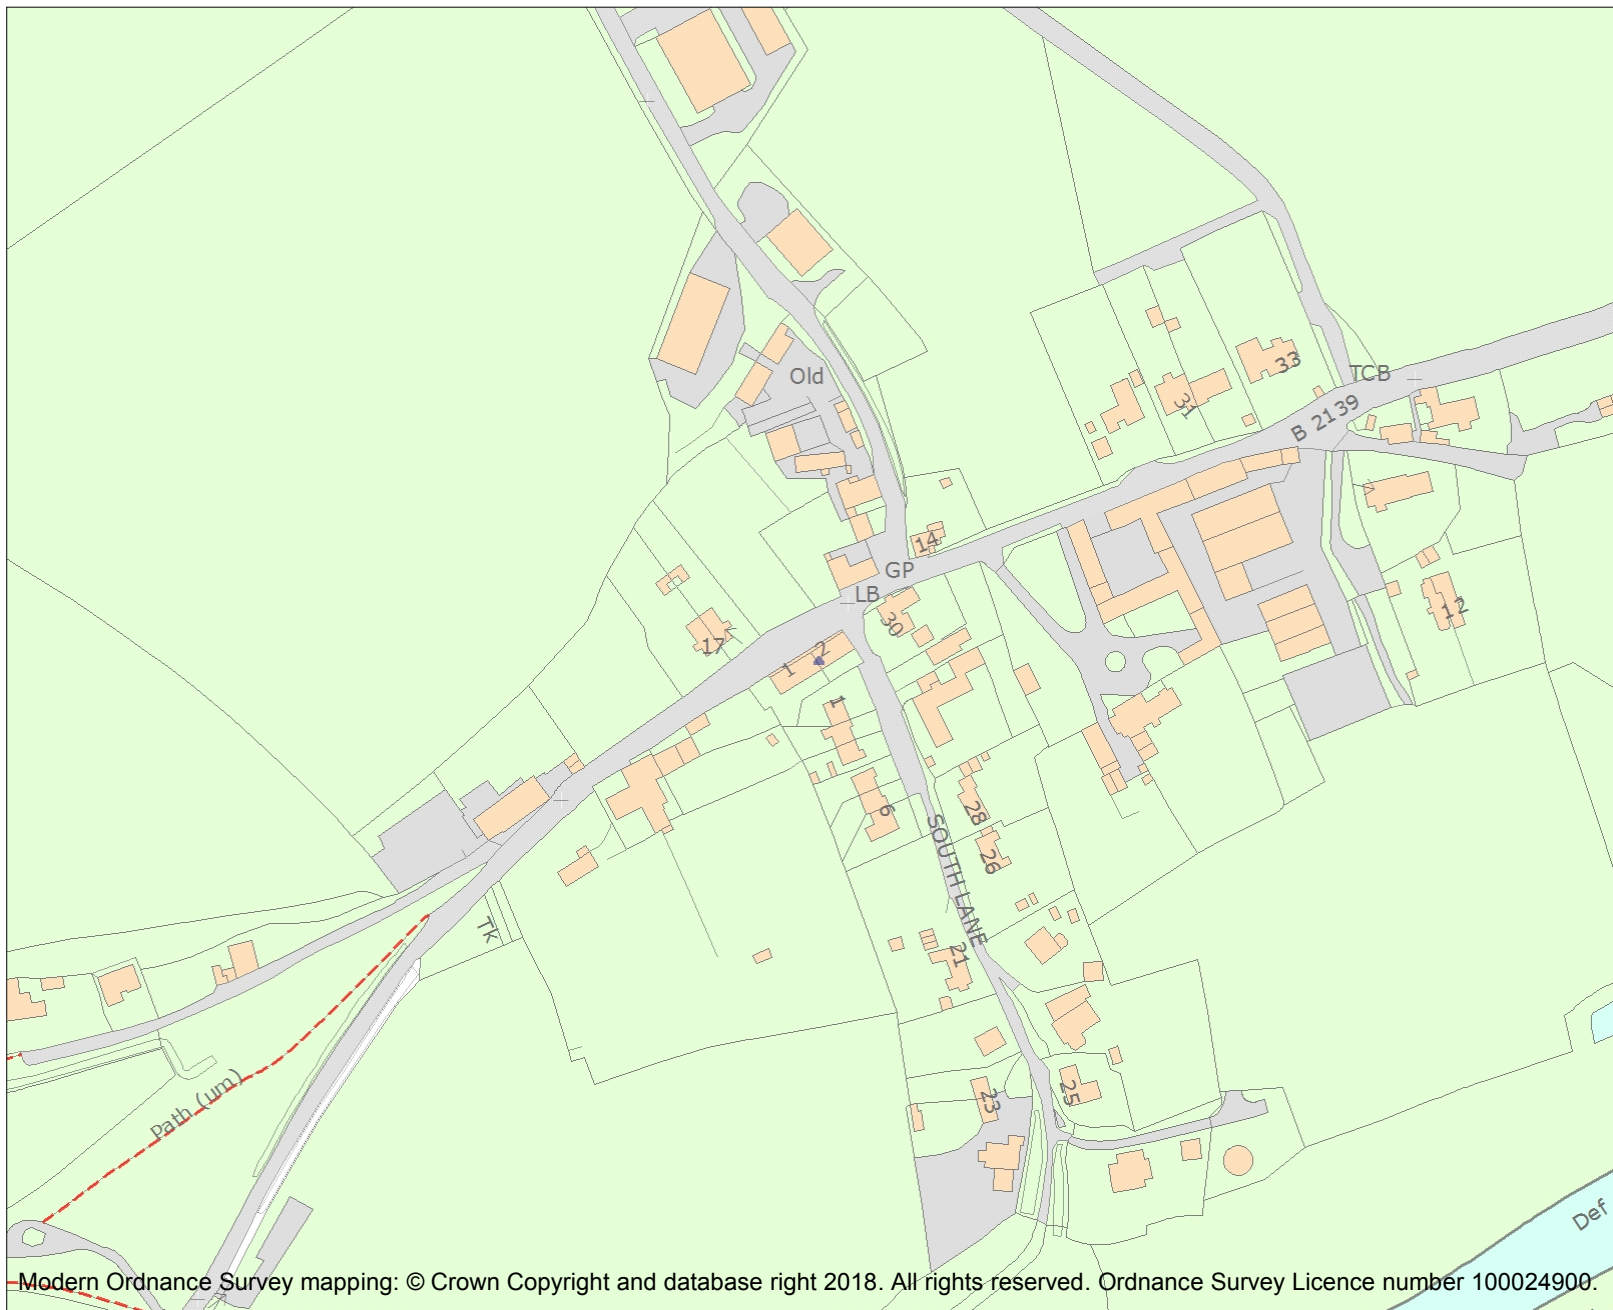 Old
33
TCB
31
B 2139
14
GP
LB
30
12
17
2
1
1
6
28
SOUTH LANE
26
Tk
21
Path (um)
25
23
Def
Modern Ordnance Survey mapping: © Crown Copyright and database right 2018. All rights reserved. Ordnance Survey Licence number 100024900.